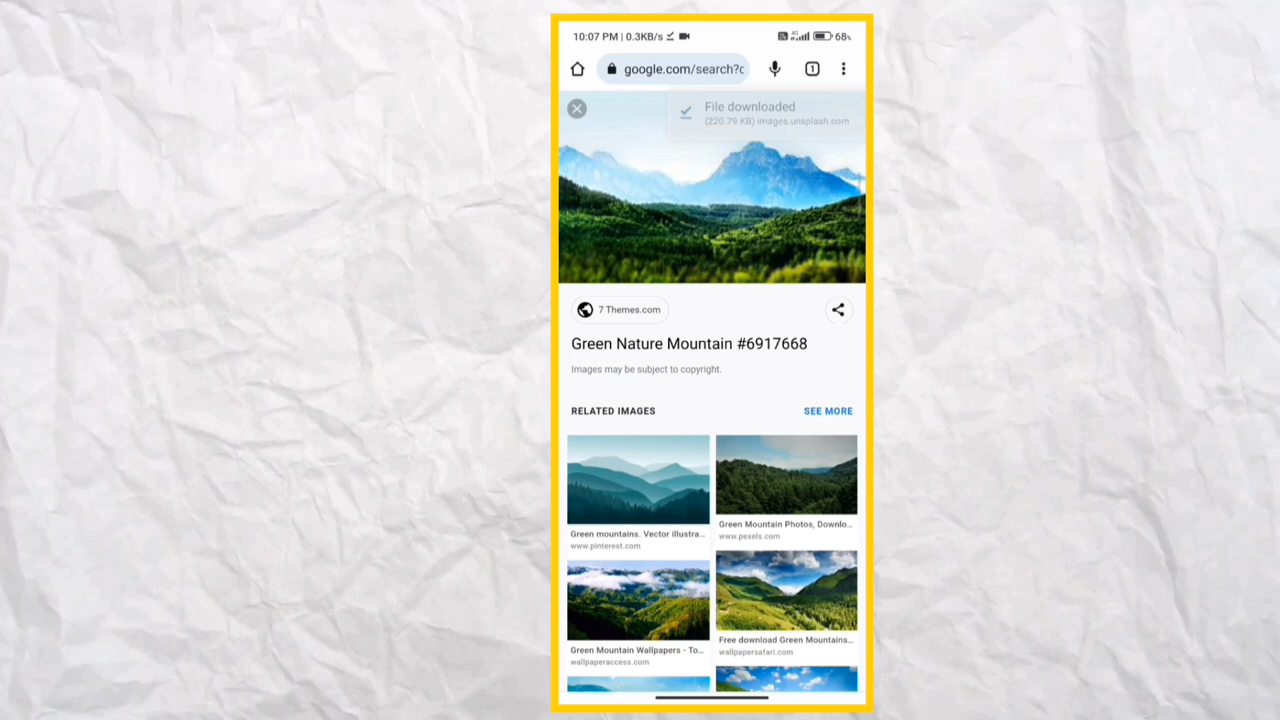 10:07 PM | 0.3KB/s
4G
68%
google.com/search?c
1
File downloaded
(220.79 KB) images.unsplash.com
7 Themes.com
Green Nature Mountain #6917668
Images may be subject to copyright.
RELATED IMAGES
SEE MORE
Green mountains. Vector illustra...
www.pinterest.com
Green Mountain Photos, Downlo...
www.pexels.com
Green Mountain Wallpapers - To...
wallpaperaccess.com
Free download Green Mountains...
wallpapersafari.com